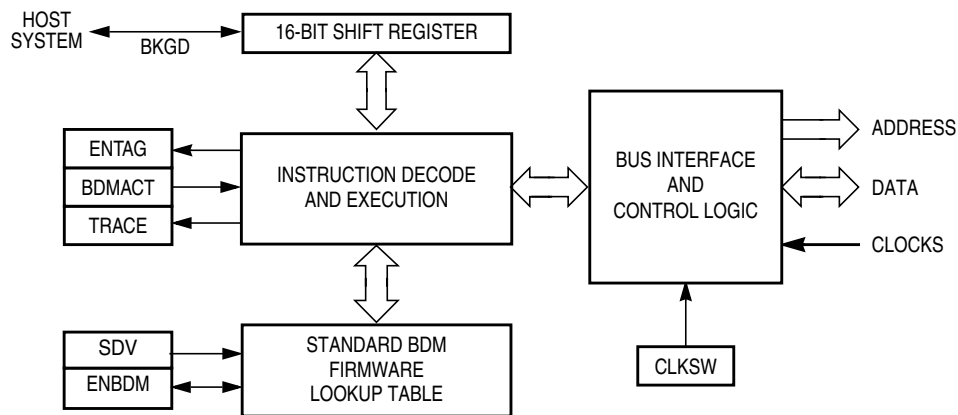 HOST
SYSTEM
BKGD
16-BIT SHIFT REGISTER
ENTAG
BDMACT
TRACE
INSTRUCTION DECODE
AND EXECUTION
BUS INTERFACE
AND
CONTROL LOGIC
ADDRESS
DATA
CLOCKS
SDV
ENBDM
STANDARD BDM
FIRMWARE
LOOKUP TABLE
CLKSW